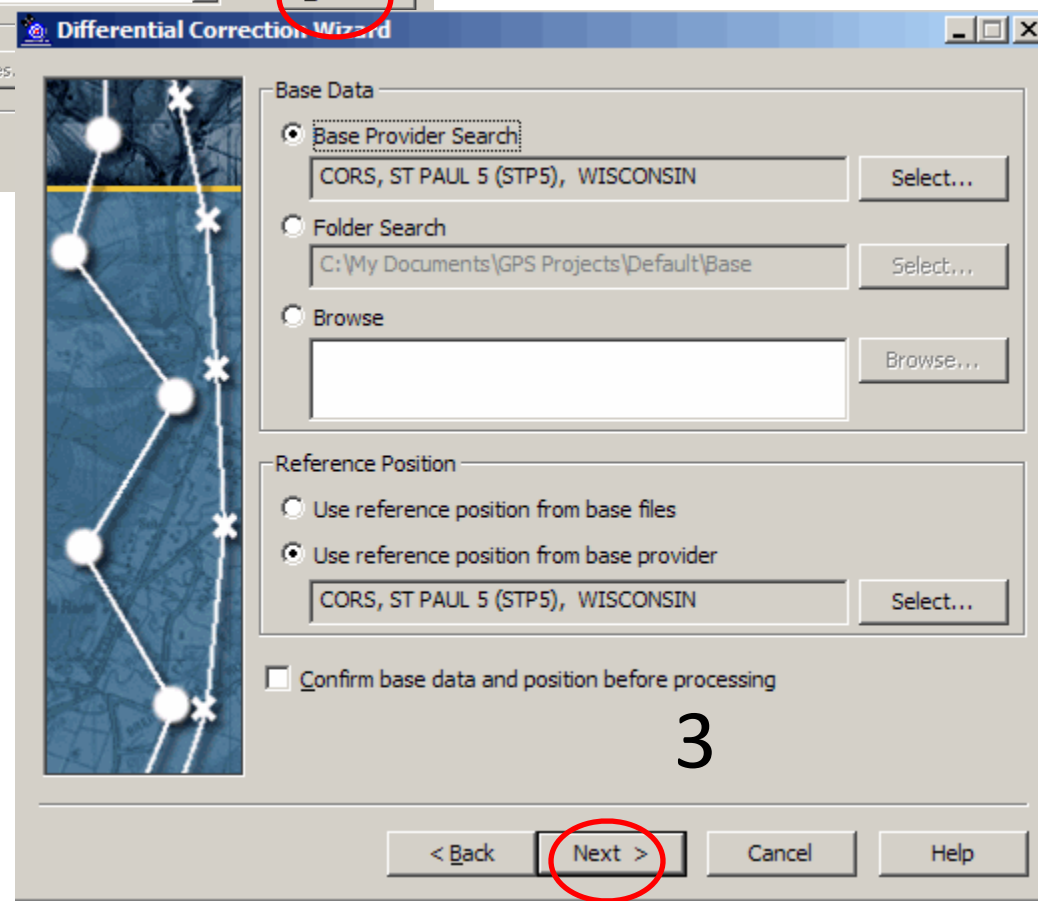 es.
Differential Correction Wizard
Base Data
Base Provider Search
CORS, ST PAUL 5 (STP5), WISCONSIN
Select...
Folder Search
C:\My Documents\GPS Projects\Default\Base
Select...
Browse
Browse...
Reference Position
Use reference position from base files
Use reference position from base provider
CORS, ST PAUL 5 (STP5), WISCONSIN
Select...
Confirm base data and position before processing
3
< Back
Next >
Cancel
Help